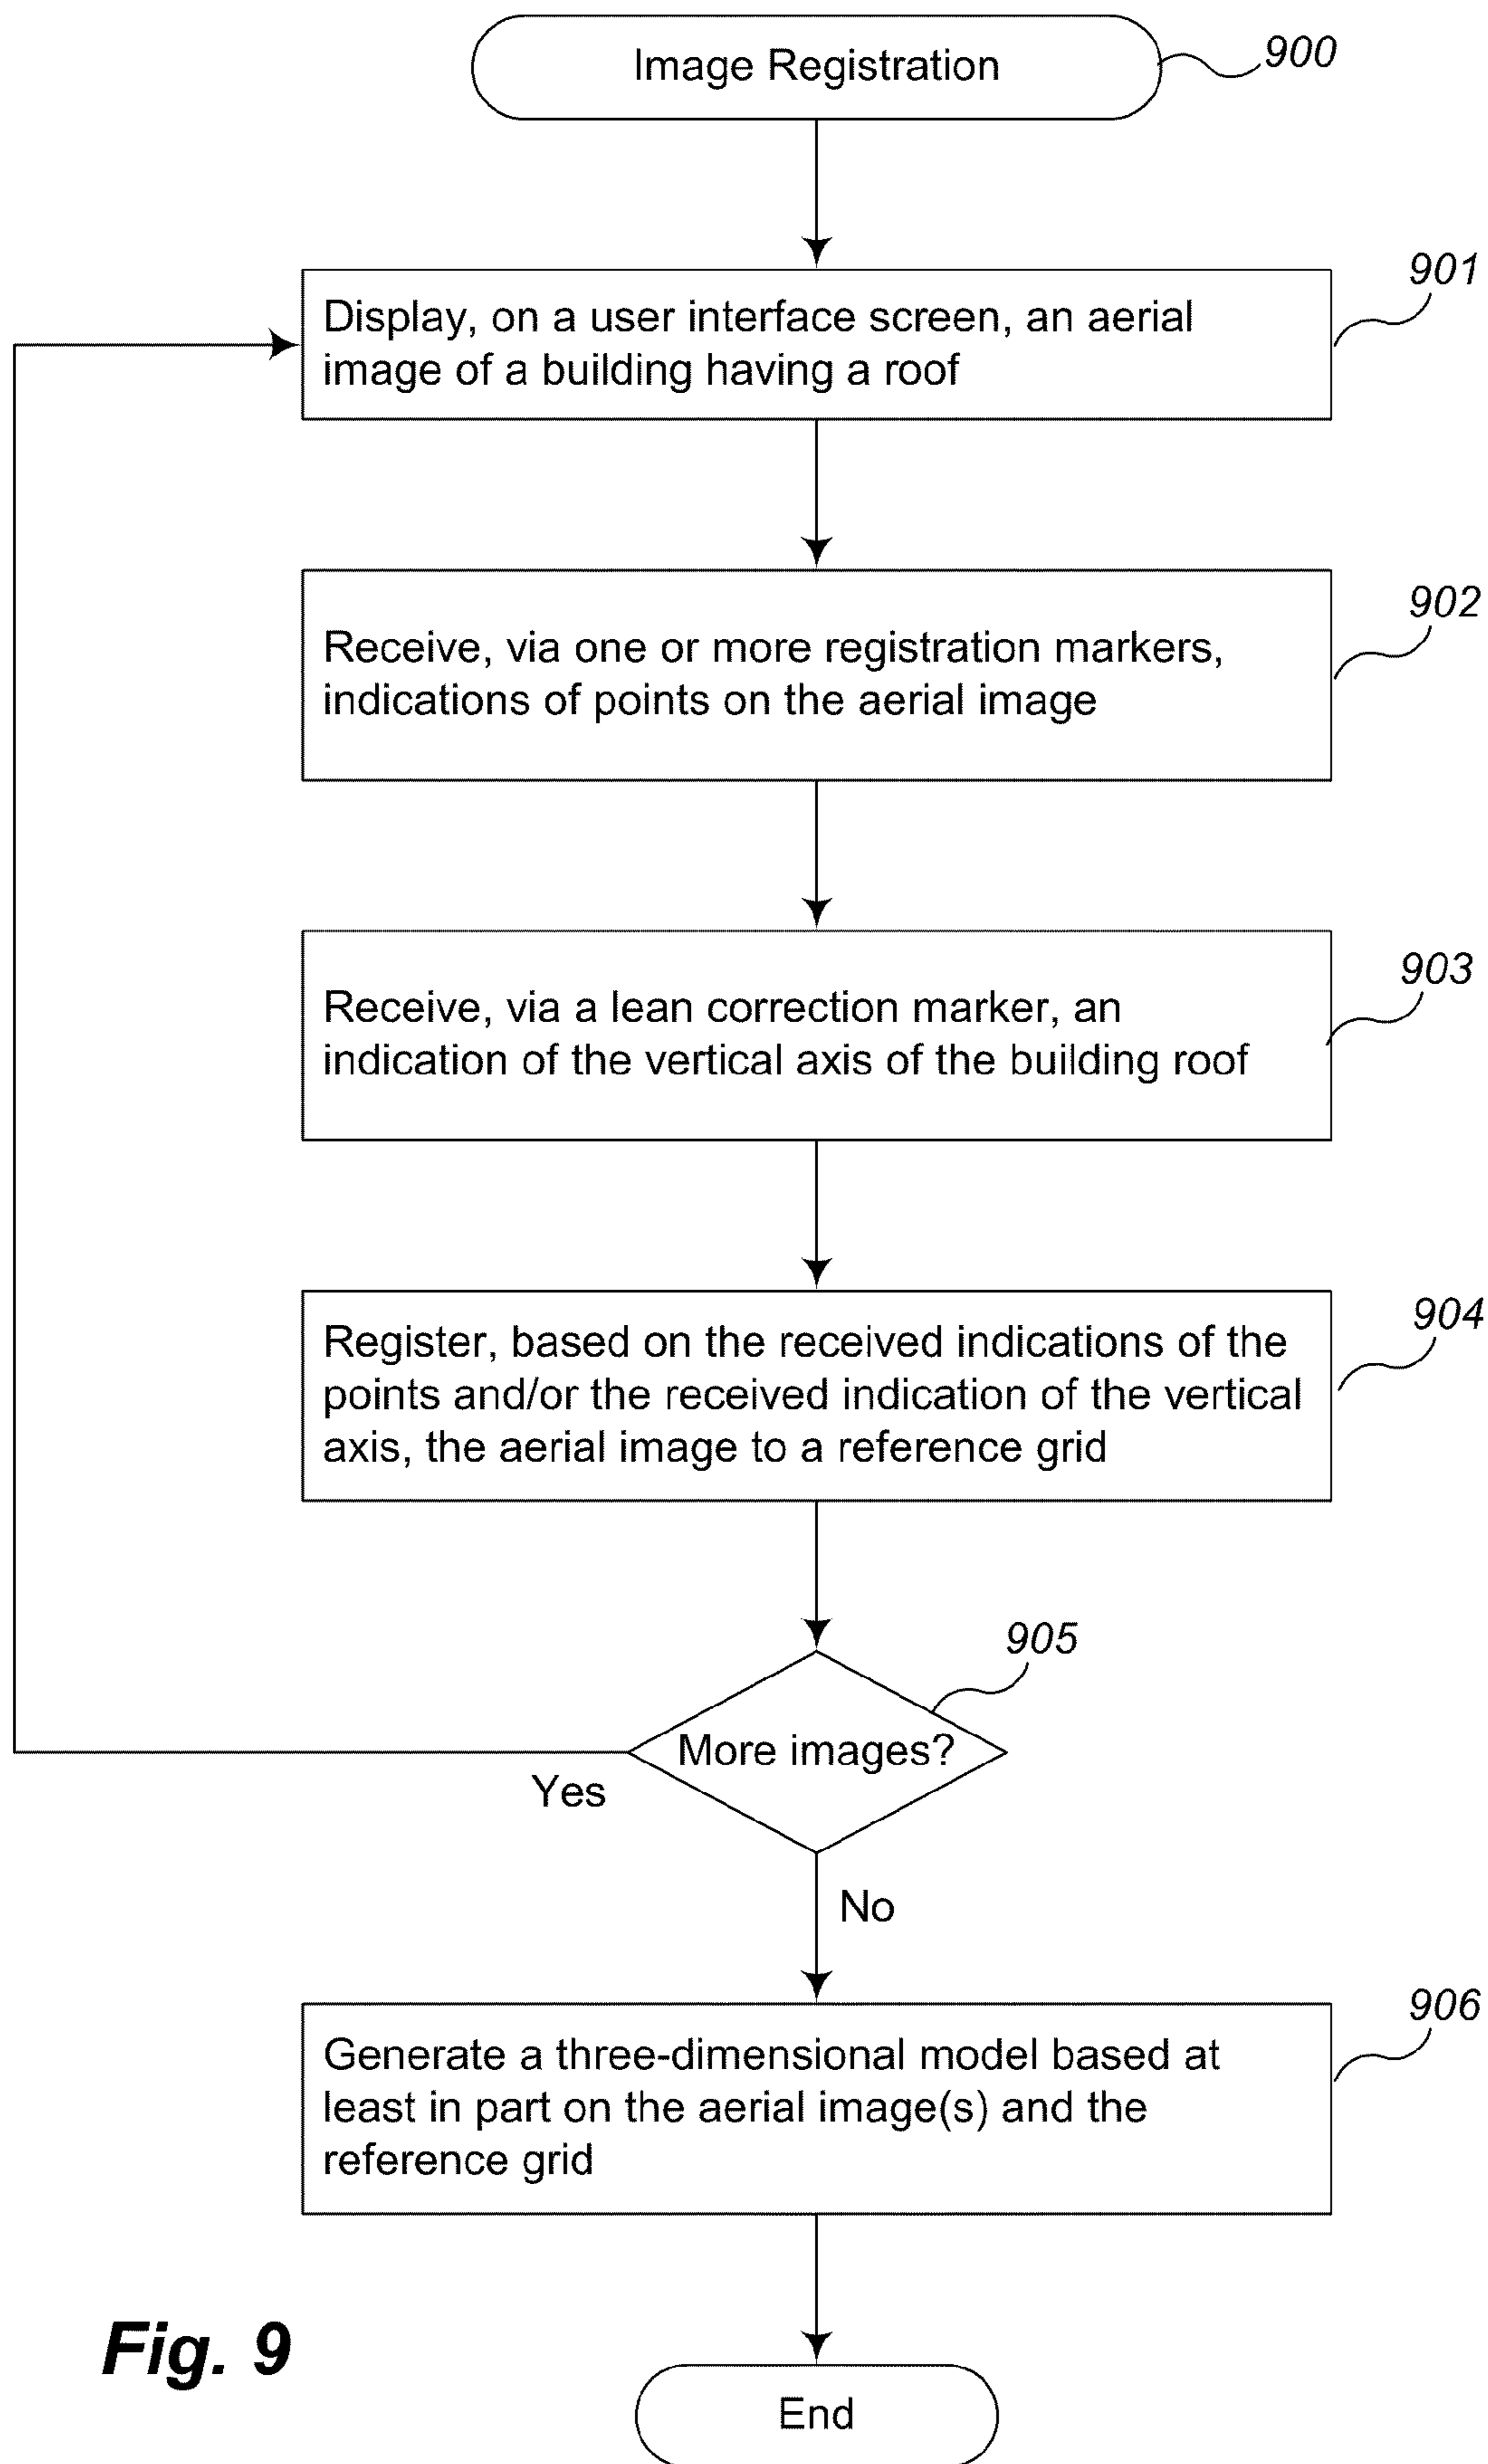 Image Registration
900
901
Display, on a user interface screen, an aerial
image of a building having a roof
902
Receive, via one or more registration markers,
indications of points on the aerial image
903
Receive, via a lean correction marker, an
indication of the vertical axis of the building roof
904
Register, based on the received indications of the
points and/or the received indication of the vertical
axis, the aerial image to a reference grid
905
More images?
Yes
No
906
Generate a three-dimensional model based at
least in part on the aerial image(s) and the
reference grid
Fig. 9
End